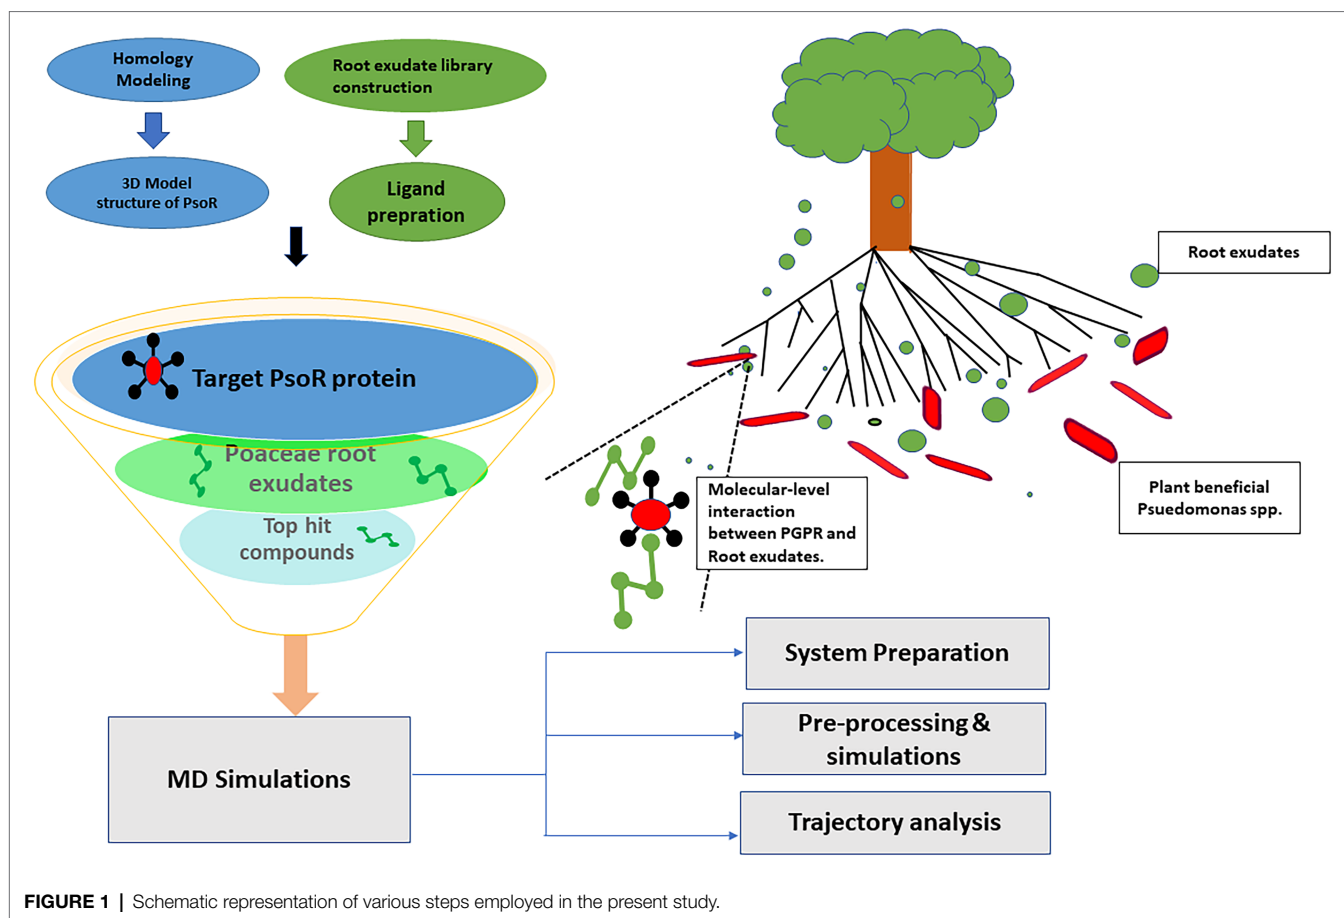 Homology
Modeling
Root exudate library
construction
3D Model
structure of PsoR
Ligand
prepration
Target PsoR protein
Poaceae root
exudates
Top hit
compounds
MD Simulations
System Preparation
Pre-processing &
simulations
Trajectory analysis
Root exudates
Plant beneficial
Psuedomonas spp.
Molecular-level
interaction
between PGPR and
Root exudates.
FIGURE 1 | Schematic representation of various steps employed in the present study.